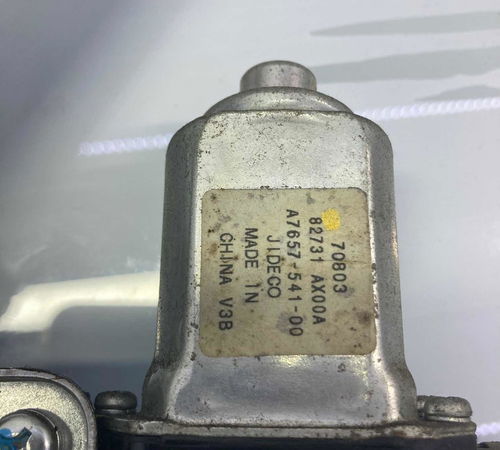 70803
82731 AX00A
A7657-541-00
JIDECO
MADE IN
CHINA V3B